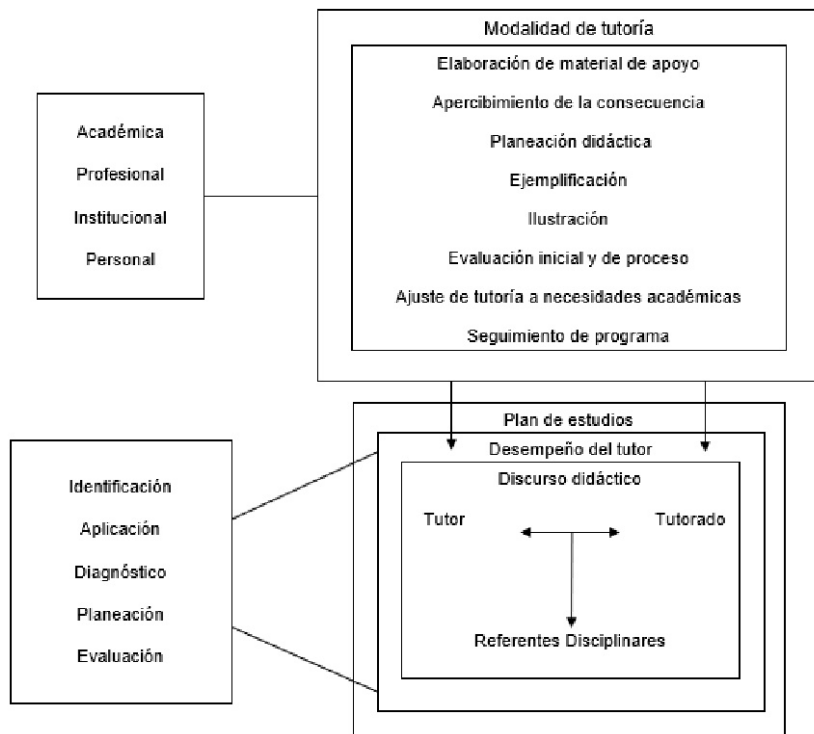 Modalidad de tutoría
Elaboración de material de apoyo
Apercibimiento de la consecuencia
Planeación didáctica
Ejemplificación
Ilustración
Evaluación inicial y de proceso
Ajuste de tutoría a necesidades académicas
Seguimiento de programa
Académica
Profesional
Institucional
Personal
Plan de estudios
Desempeño del tutor
Discurso didáctico
Tutor
Tutorado
Referentes Disciplinares
Identificación
Aplicación
Diagnóstico
Planeación
Evaluación